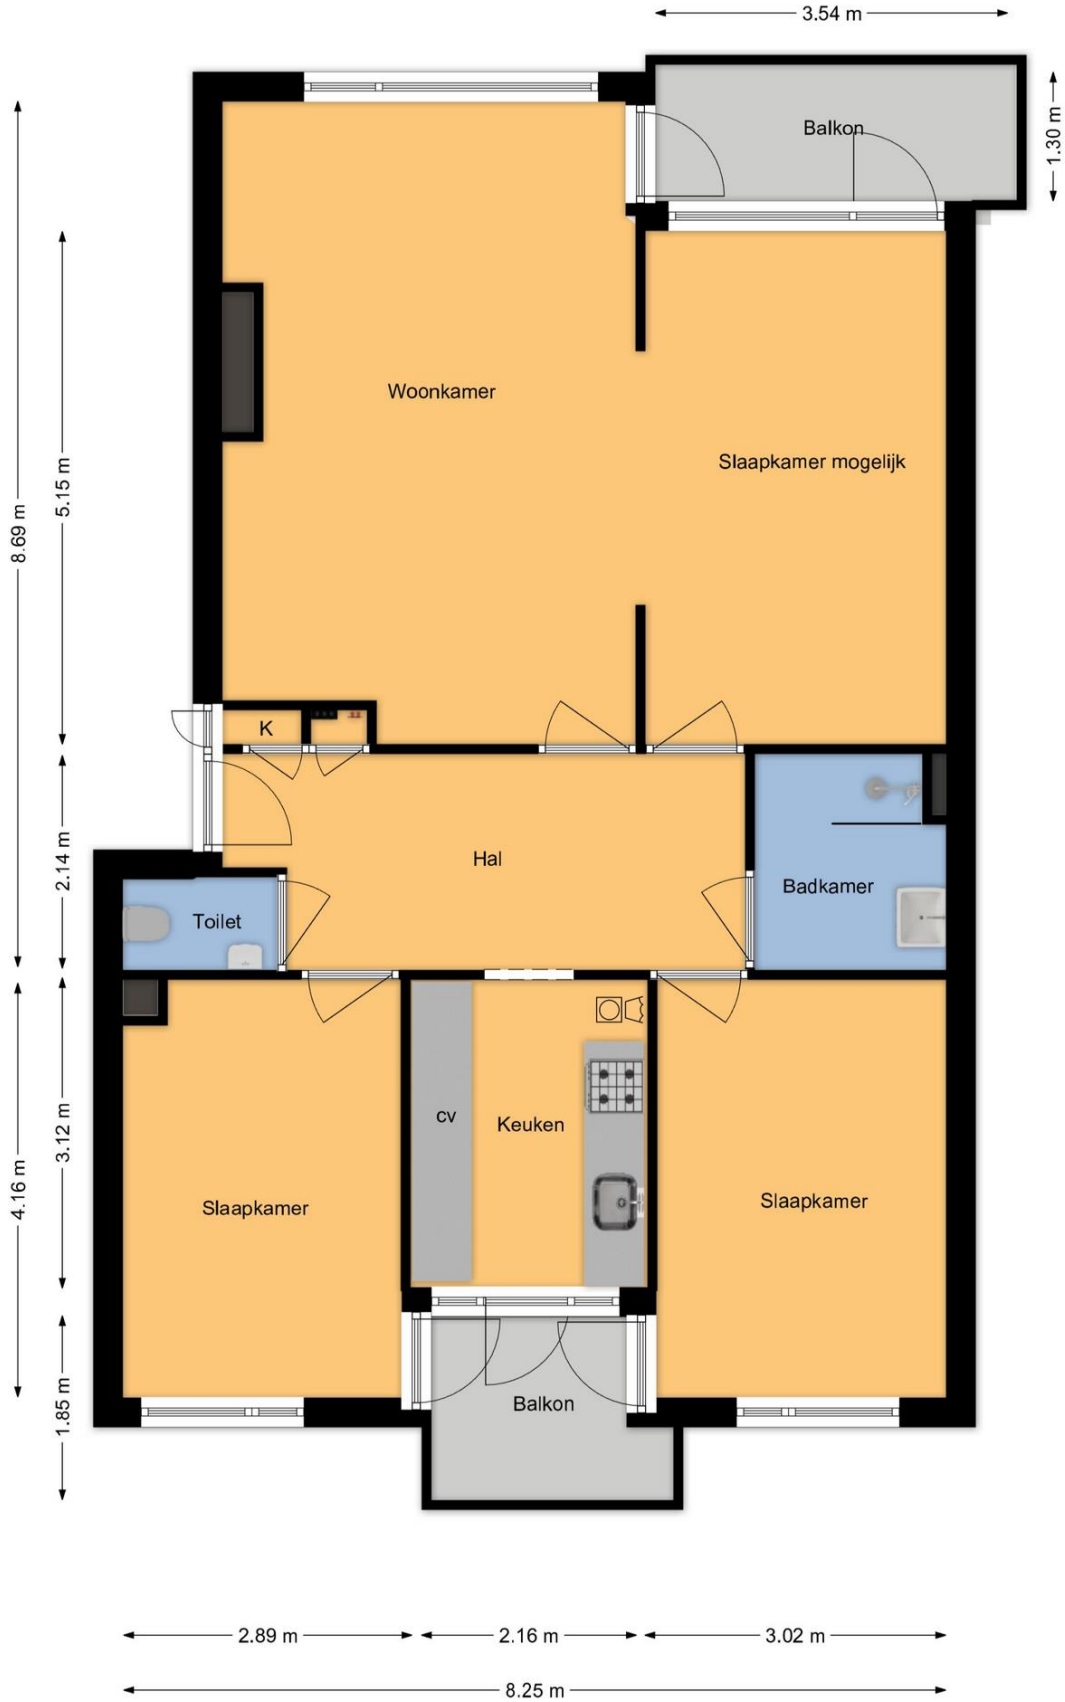 3.54 m
Balkon
1.30 m
Woonkamer
Slaapkamer mogelijk
5.15 m
8.69 m
K
2.14 m
Hal
Badkamer
Toilet
cv
Keuken
3.12 m
4.16 m
Slaapkamer
Slaapkamer
Balkon
1.85 m
2.89 m
2.16 m
3.02 m
8.25 m